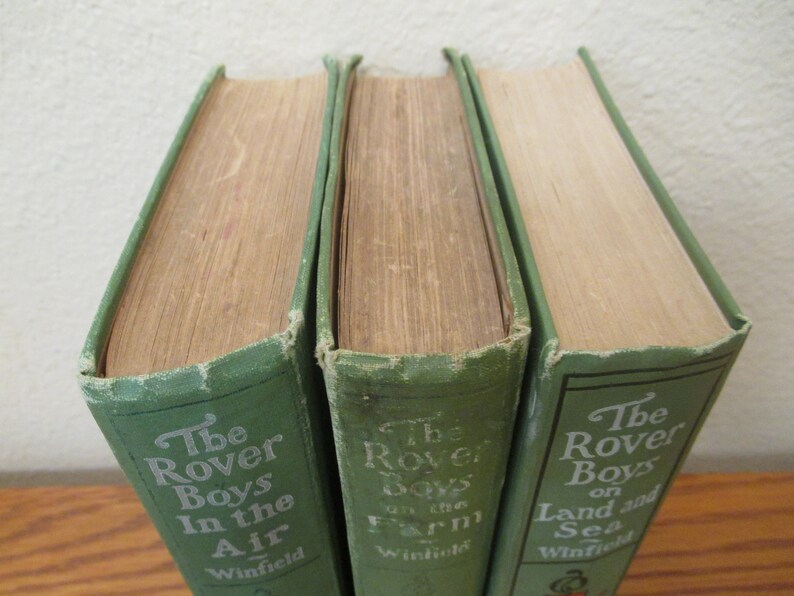 The
Rover
Boys
In the
Air
Winfield
The
Rover
Boys
on the
Farm
Winfield
The
Rover
Boys
on
Land and
Sea
Winfield